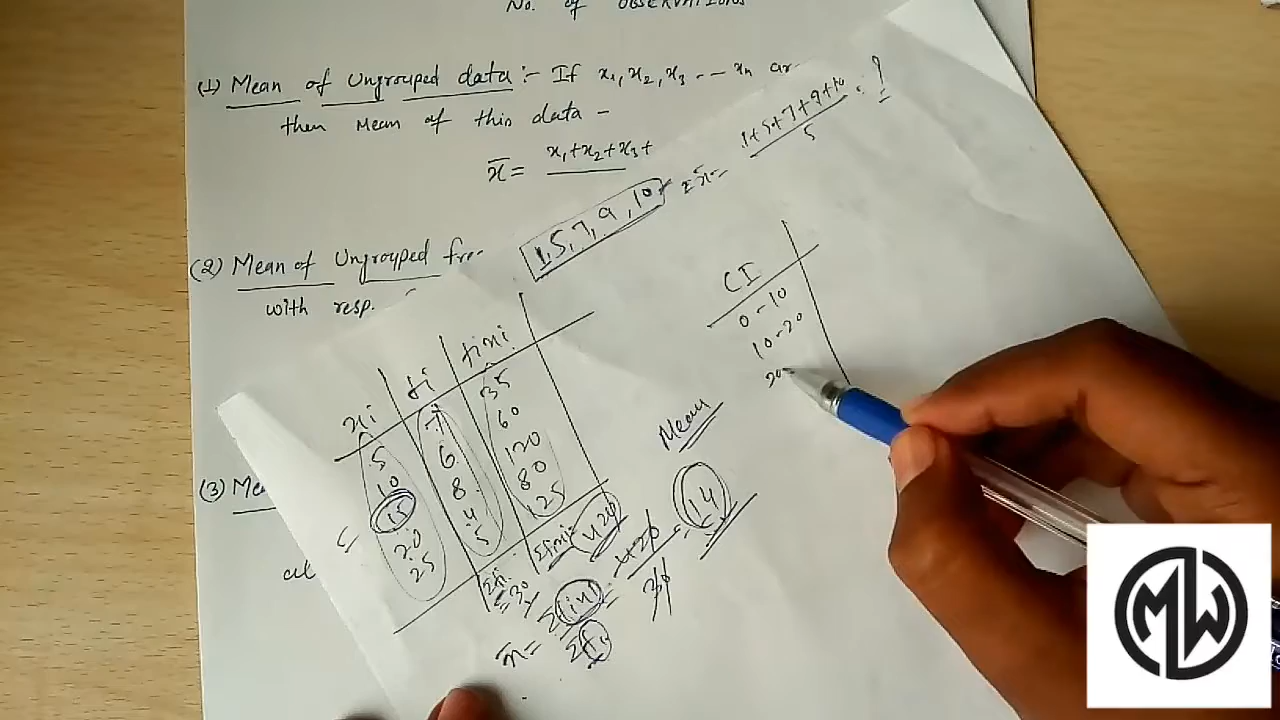 No. of OBSERVATIONS
(1) Mean of Ungrouped data:- If x₁, x₂, x₃ -- xₙ ar
then Mean of this data -
x̄ = x₁+x₂+x₃+
1, 5, 7, 9, 10
x̄ = 1+5+7+9+10 / 5 = ?
(2) Mean of Ungrouped fre
with resp.
(3) Me
xi fi fixi
5 7 35
10 6 60
15 8 120
20 4 80
25 5 125
Σfi = 30 Σfixi = 420
x̄ = Σfixi / Σfi = 420 / 30 = 14
Mean
CI
0-10
10-20
20-
MW